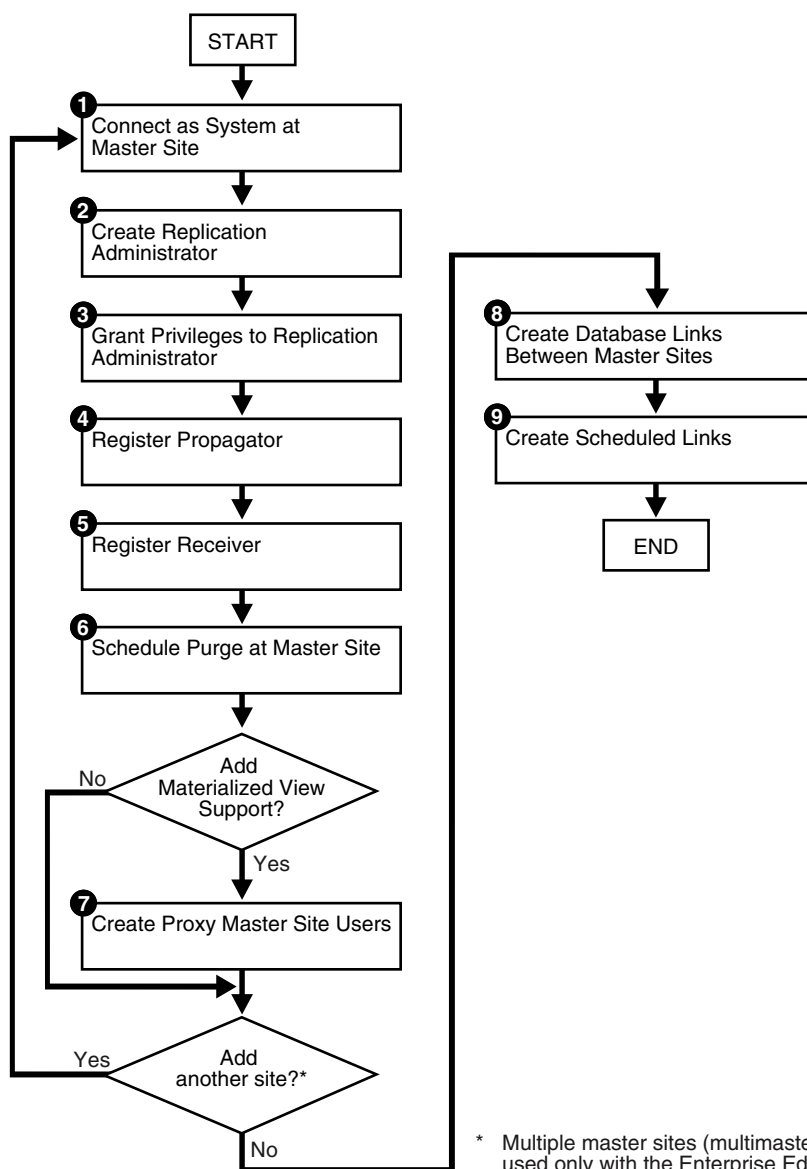 START
1
Connect as System at
Master Site
2
Create Replication
Administrator
3
Grant Privileges to Replication
Administrator
4
Register Propagator
5
Register Receiver
6
Schedule Purge at Master Site
Add
Materialized View
Support?
No
Yes
7
Create Proxy Master Site Users
Add
another site?*
Yes
No
8
Create Database Links
Between Master Sites
9
Create Scheduled Links
END
* Multiple master sites (multimaste
used only with the Enterprise Ed